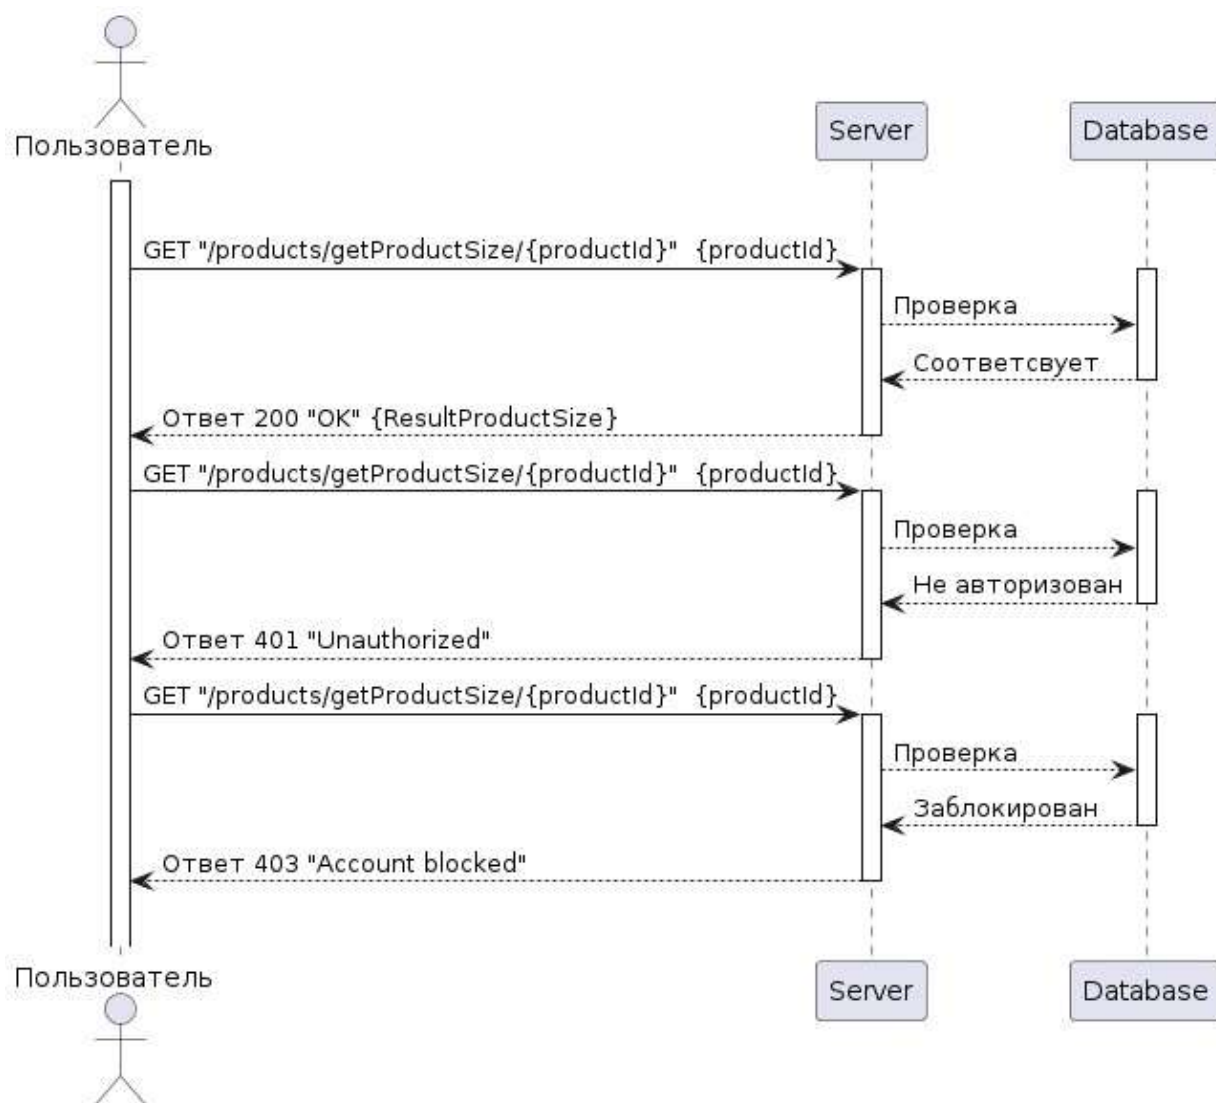 Пользователь
Server
Database
GET "/products/getProductSize/{productId}"  {productId}
Проверка
Соответсвует
Ответ 200 "OK" {ResultProductSize}
GET "/products/getProductSize/{productId}"  {productId}
Проверка
Не авторизован
Ответ 401 "Unauthorized"
GET "/products/getProductSize/{productId}"  {productId}
Проверка
Заблокирован
Ответ 403 "Account blocked"
Пользователь
Server
Database